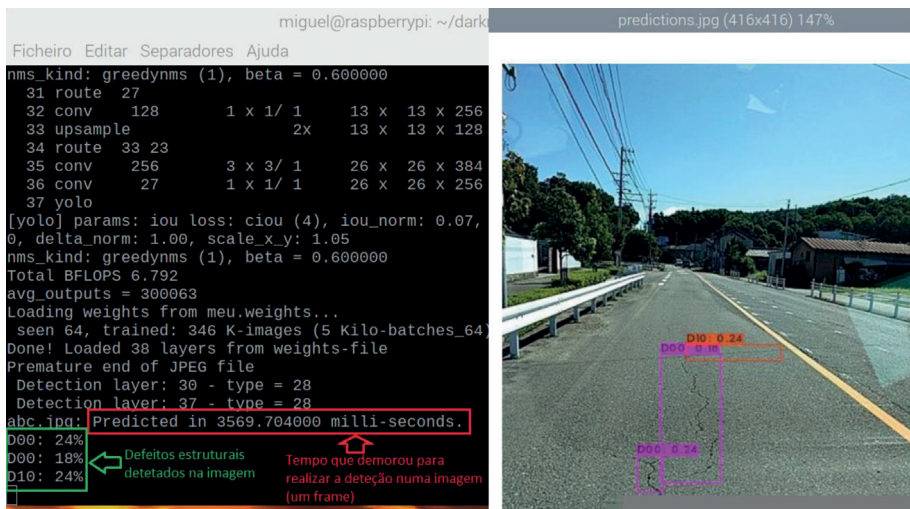 miguel@raspberrypi: ~/dark
Ficheiro Editar Separadores Ajuda
nms_kind: greedynms (1), beta = 0.600000
31 route 27
32 conv 128 1 x 1/ 1 13 x 13 x 256
33 upsample 2x 13 x 13 x 128
34 route 33 23
35 conv 256 3 x 3/ 1 26 x 26 x 384
36 conv 27 1 x 1/ 1 26 x 26 x 256
37 yolo
[yolo] params: iou loss: ciou (4), iou_norm: 0.07,
0, delta_norm: 1.00, scale_x_y: 1.05
nms_kind: greedynms (1), beta = 0.600000
Total BFLOPS 6.792
avg_outputs = 300063
Loading weights from meu.weights...
seen 64, trained: 346 K-images (5 Kilo-batches_64)
Done! Loaded 38 layers from weights-file
Premature end of JPEG file
Detection layer: 30 - type = 28
Detection layer: 37 - type = 28
abc.jpg: Predicted in 3569.704000 milli-seconds.
D00: 24%
D00: 18%
D10: 24%
Defeitos estruturais
detetados na imagem
Tempo que demorou para
realizar a deteção numa imagem
(um frame)
predictions.jpg (416x416) 147%
D10: 0.24
D00 0.18
D00 0.24